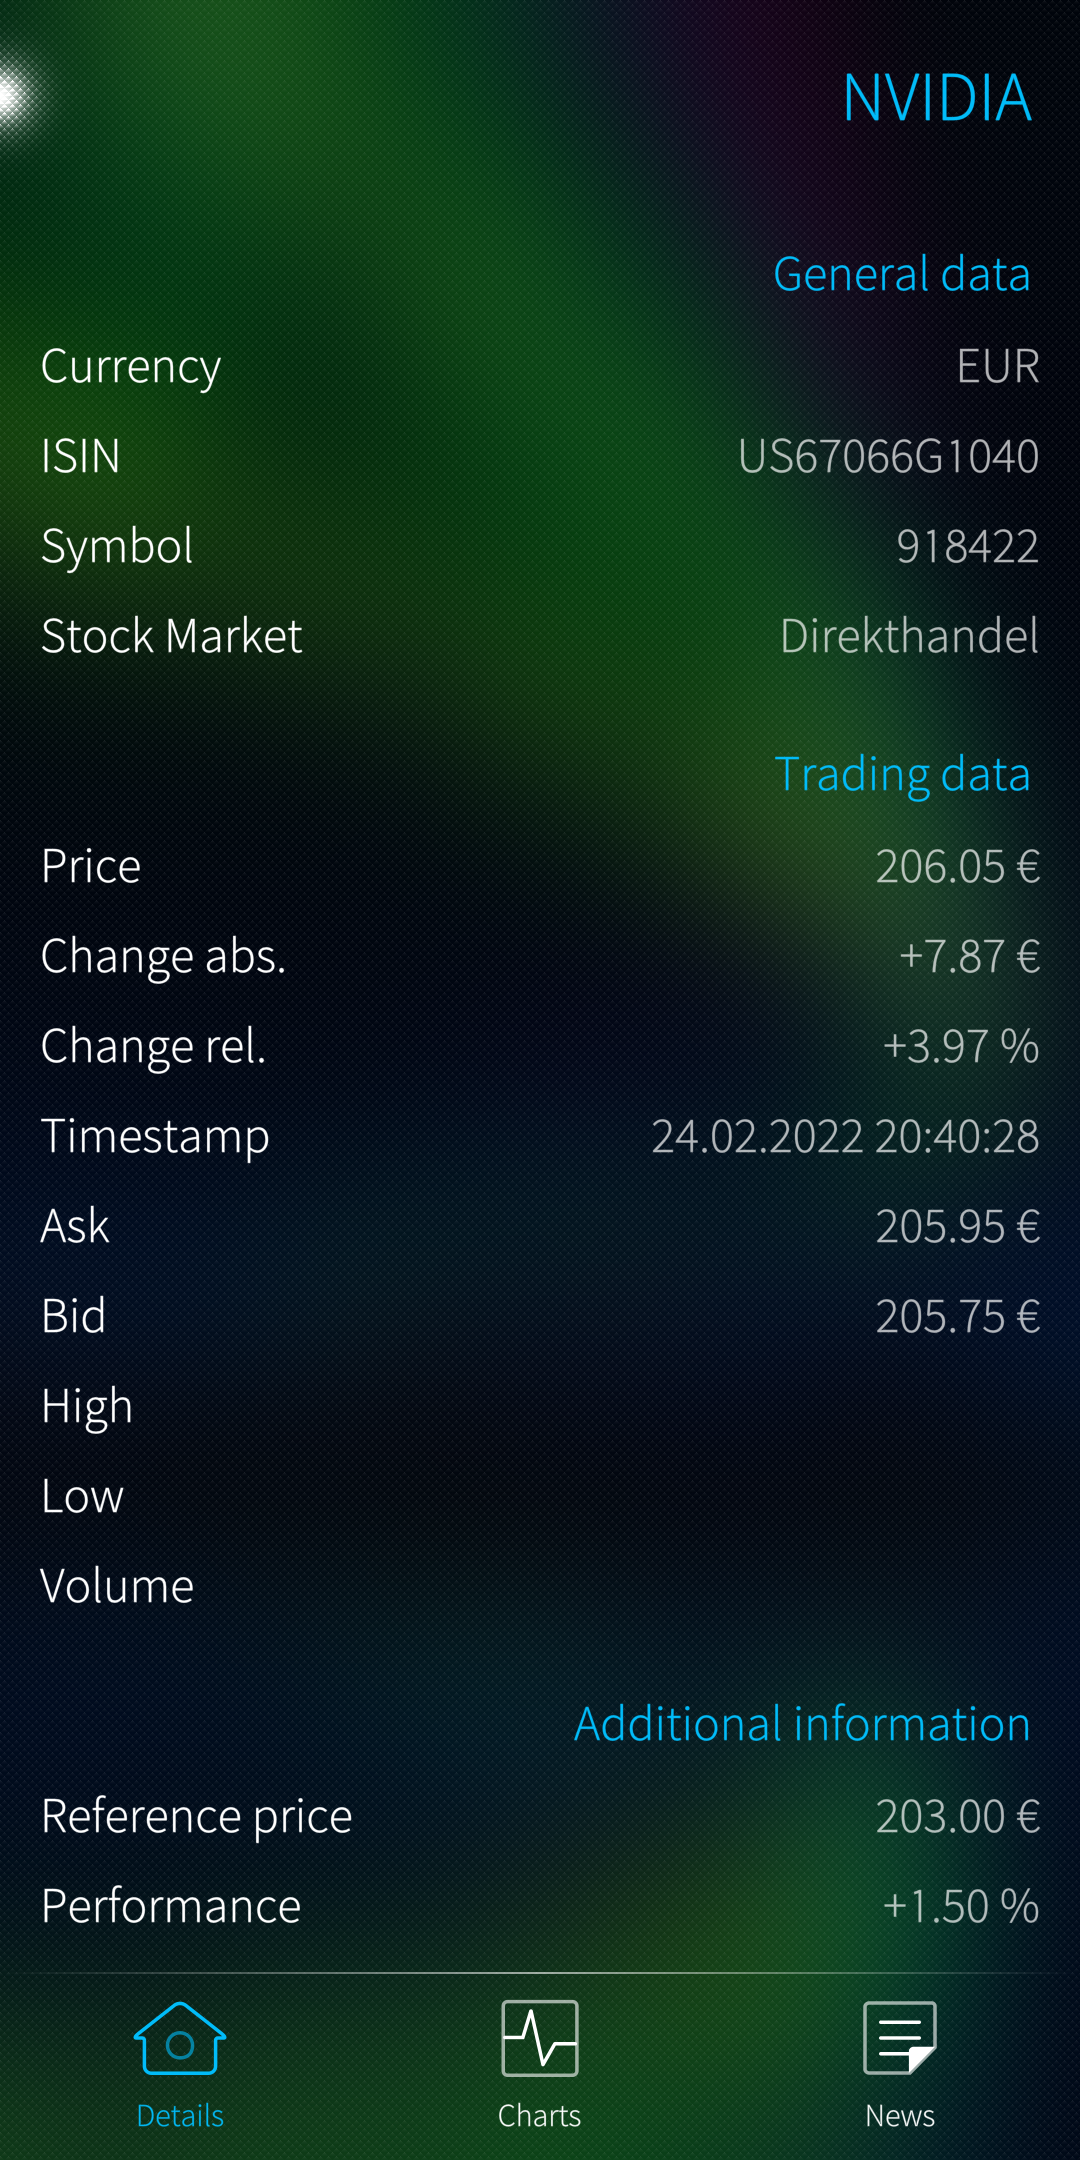 NVIDIA
General data
Currency EUR
ISIN US67066G1040
Symbol 918422
Stock Market Direkthandel
Trading data
Price 206.05 €
Change abs. +7.87 €
Change rel. +3.97 %
Timestamp 24.02.2022 20:40:28
Ask 205.95 €
Bid 205.75 €
High
Low
Volume
Additional information
Reference price 203.00 €
Performance +1.50 %
Details Charts News